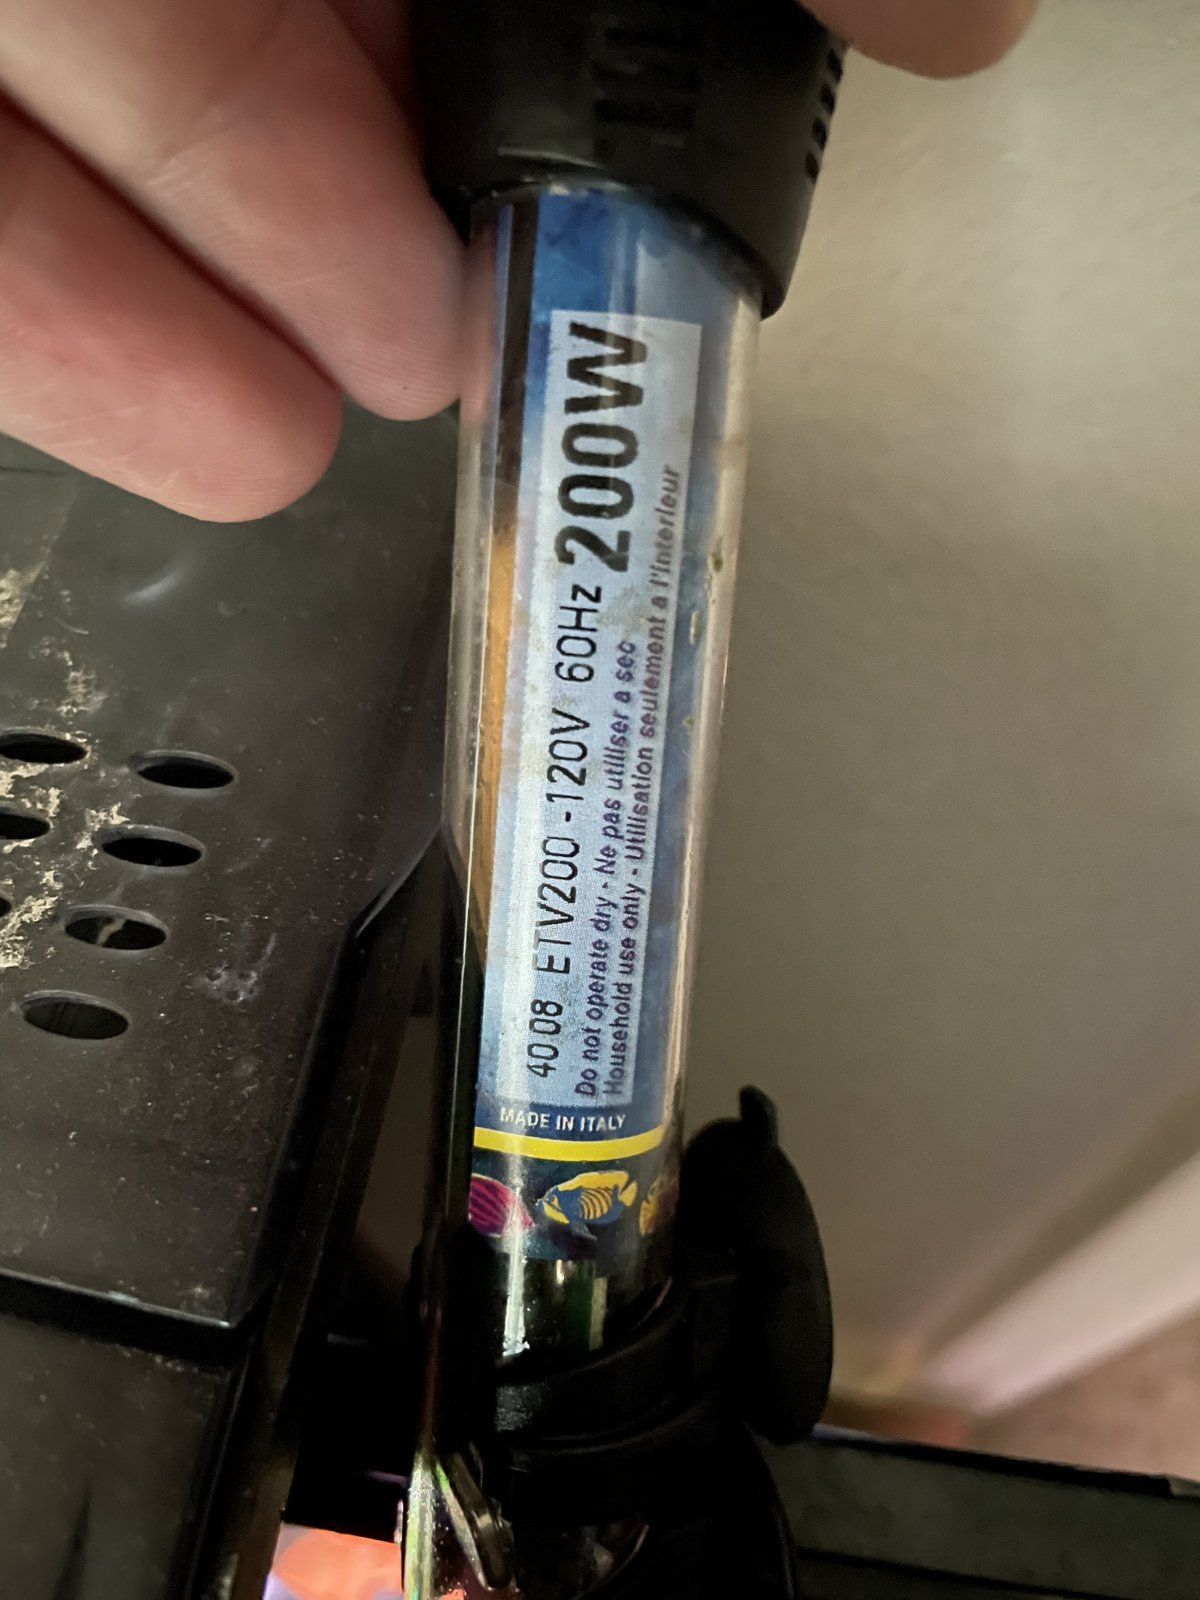 4008 ETV200 -120V 60Hz 200W
Do not operate dry - Ne pas utiliser a sec
Household use only - Utilisation seulement a l'interieur
MADE IN ITALY